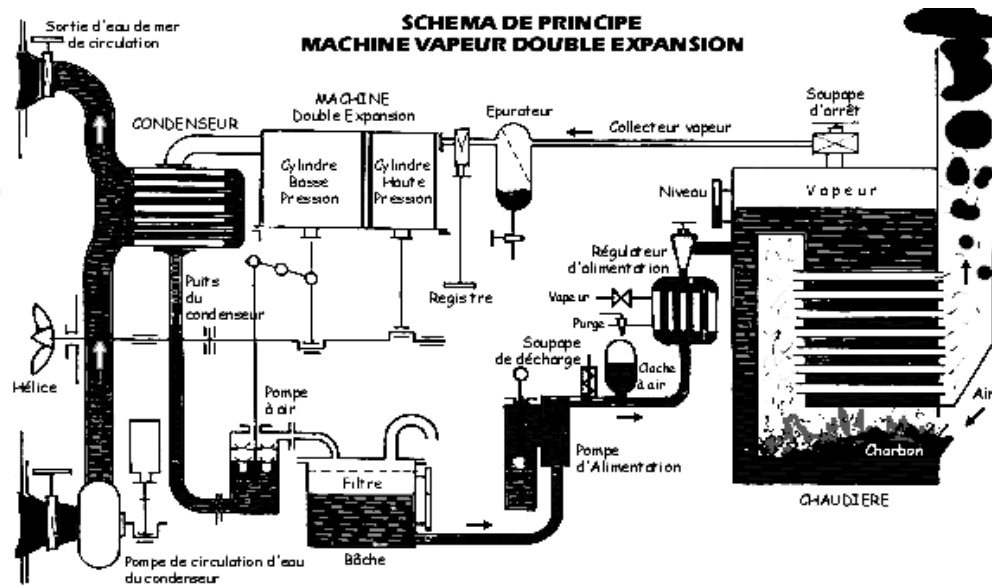 SCHEMA DE PRINCIPE
MACHINE VAPEUR DOUBLE EXPANSION
Sortie d'eau de mer
de circulation
CONDENSEUR
MACHINE
Double Expansion
Epurateur
Collecteur vapeur
Soupape
d'arrêt
Cylindre
Basse
Pression
Cylindre
Haute
Pression
Niveau
Vapeur
Régulateur
d'alimentation
Puits
du
condenseur
Registre
Vapeur
Purge
Soupape
de décharge
Cloche
à air
Hélice
Pompe
à air
Air
Charbon
Filtre
Pompe
d'Alimentation
CHAUDIERE
Bâche
Pompe de circulation d'eau
du condenseur